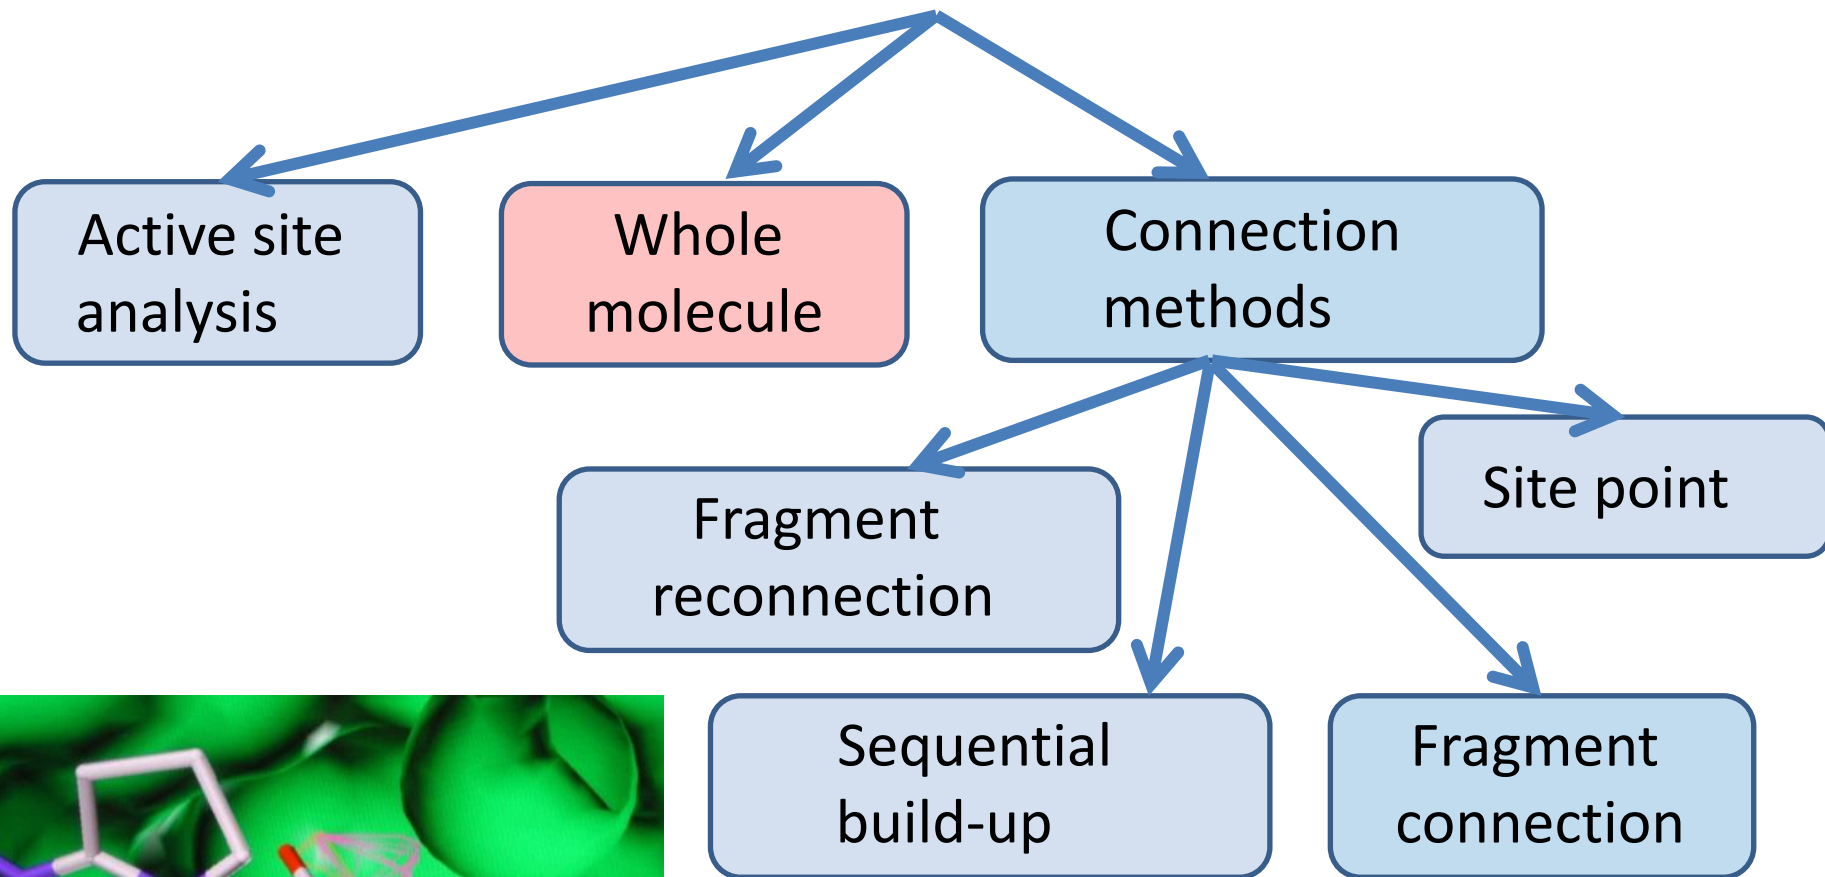 Active site
analysis
Whole
molecule
Connection
methods
Fragment
reconnection
Site point
Sequential
build-up
Fragment
connection